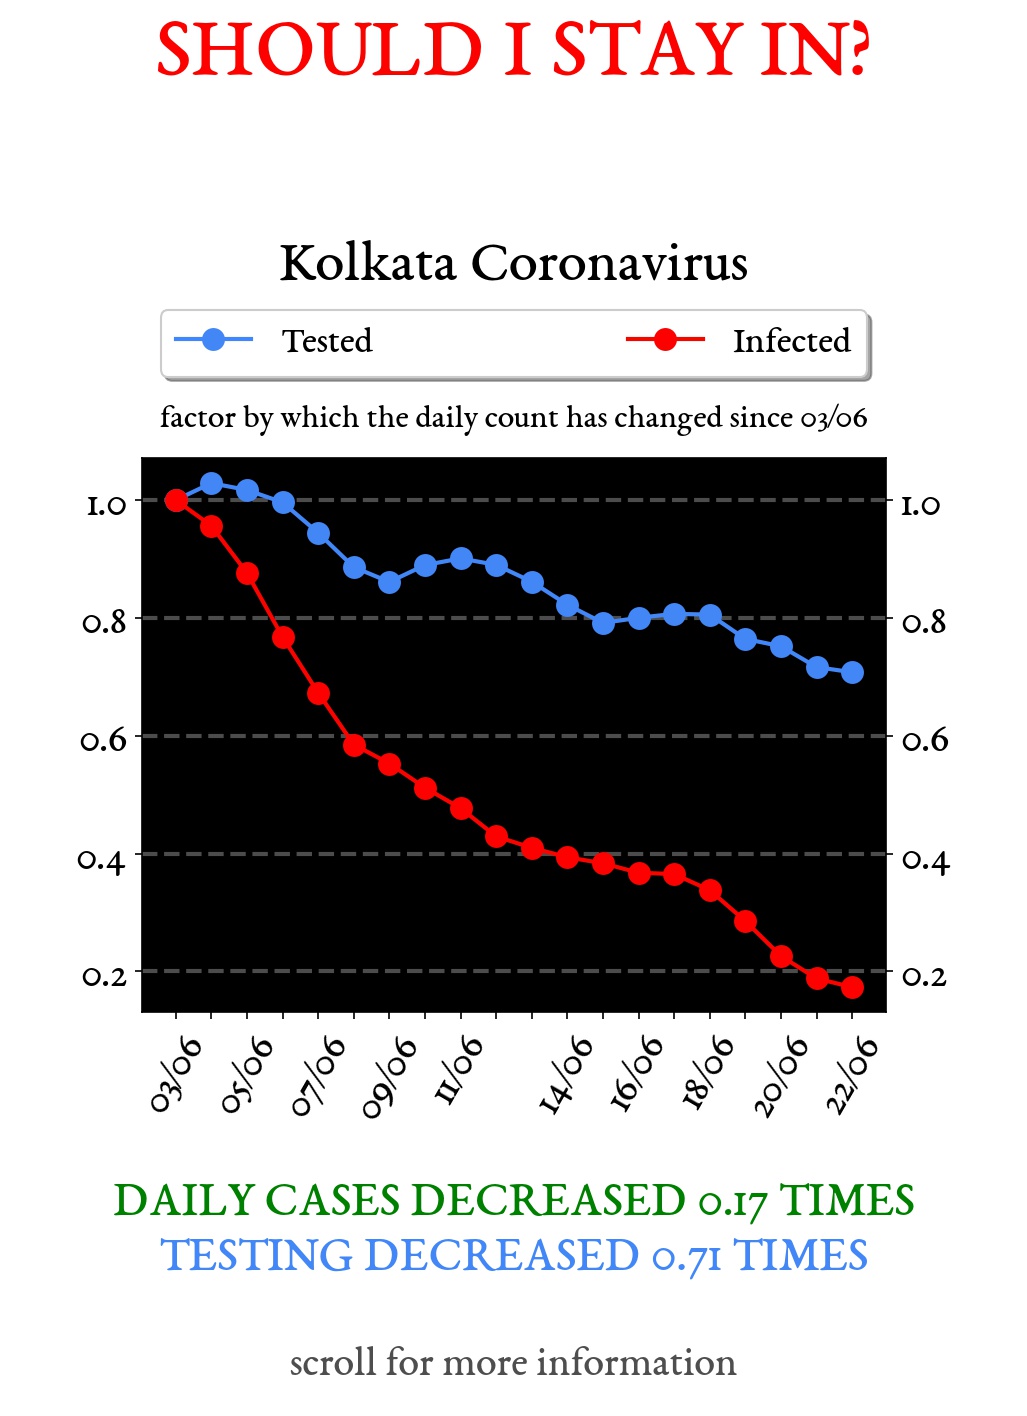 SHOULD I STAY IN?
Kolkata Coronavirus
Tested Infected
factor by which the daily count has changed since 03/06
1.0 1.0
0.8 0.8
0.6 0.6
0.4 0.4
0.2 0.2
03/06 05/06 07/06 09/06 11/06 14/06 16/06 18/06 20/06 22/06
DAILY CASES DECREASED 0.17 TIMES
TESTING DECREASED 0.71 TIMES
scroll for more information